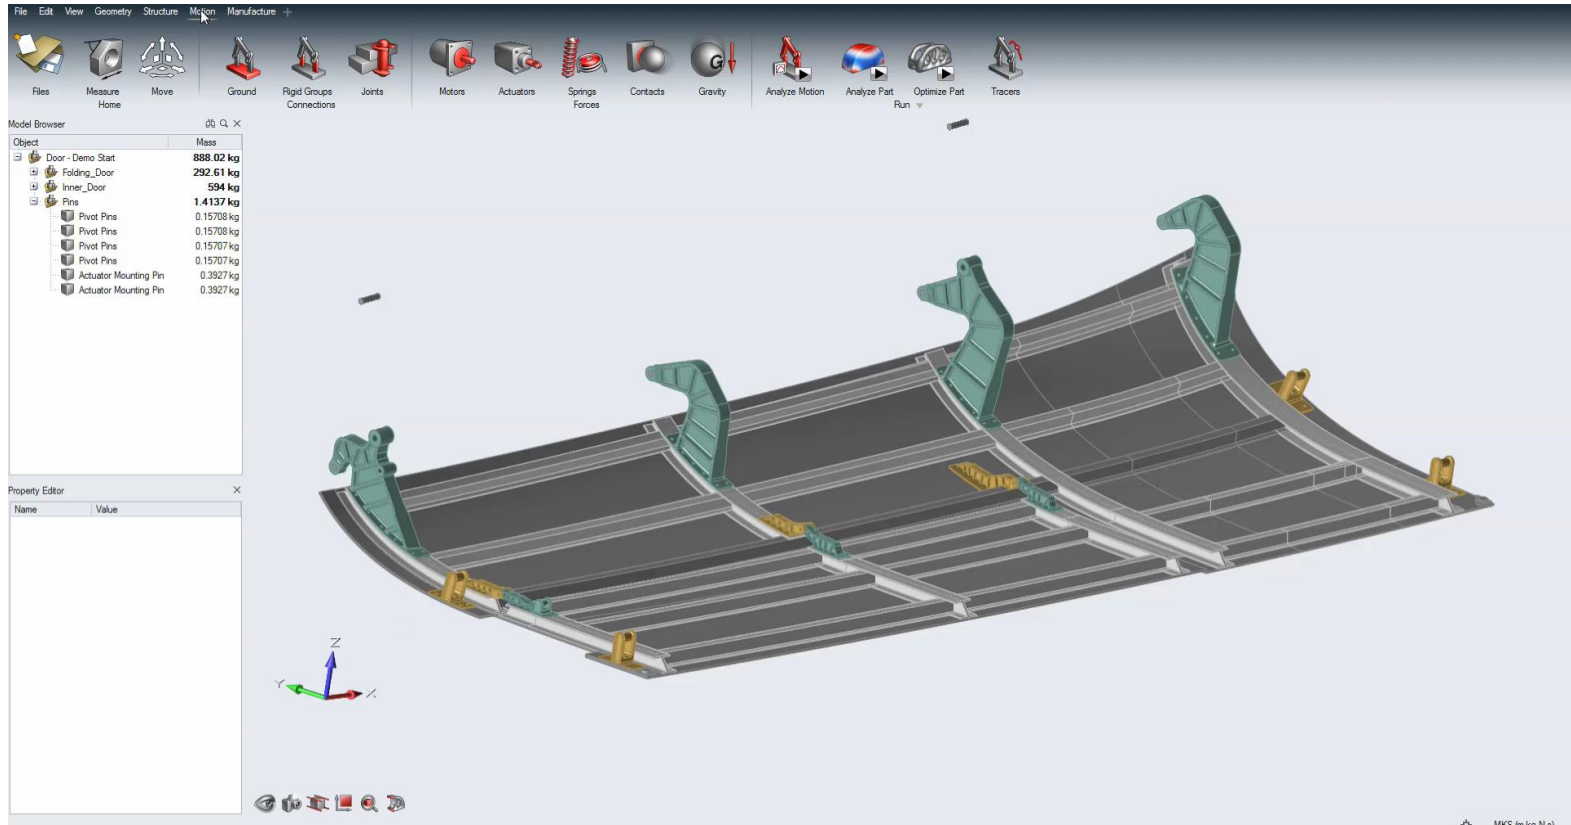 File Edit View Geometry Structure Motion Manufacture
Files Measure Move Ground Rigid Groups Joints Motors Actuators Springs Contacts Gravity Analyze Motion Analyze Part Optimize Part Tracers
Home Connections Forces Run
G
Model Browser
Object Mass
Door - Demo Start 888.02 kg
Folding_Door 292.61 kg
Inner_Door 594 kg
Pins 1.4137 kg
Pivot Pins 0.15708 kg
Pivot Pins 0.15708 kg
Pivot Pins 0.15707 kg
Pivot Pins 0.15707 kg
Actuator Mounting Pin 0.3927 kg
Actuator Mounting Pin 0.3927 kg
Property Editor
Name Value
Z
Y
X
MKS (m kg N s)